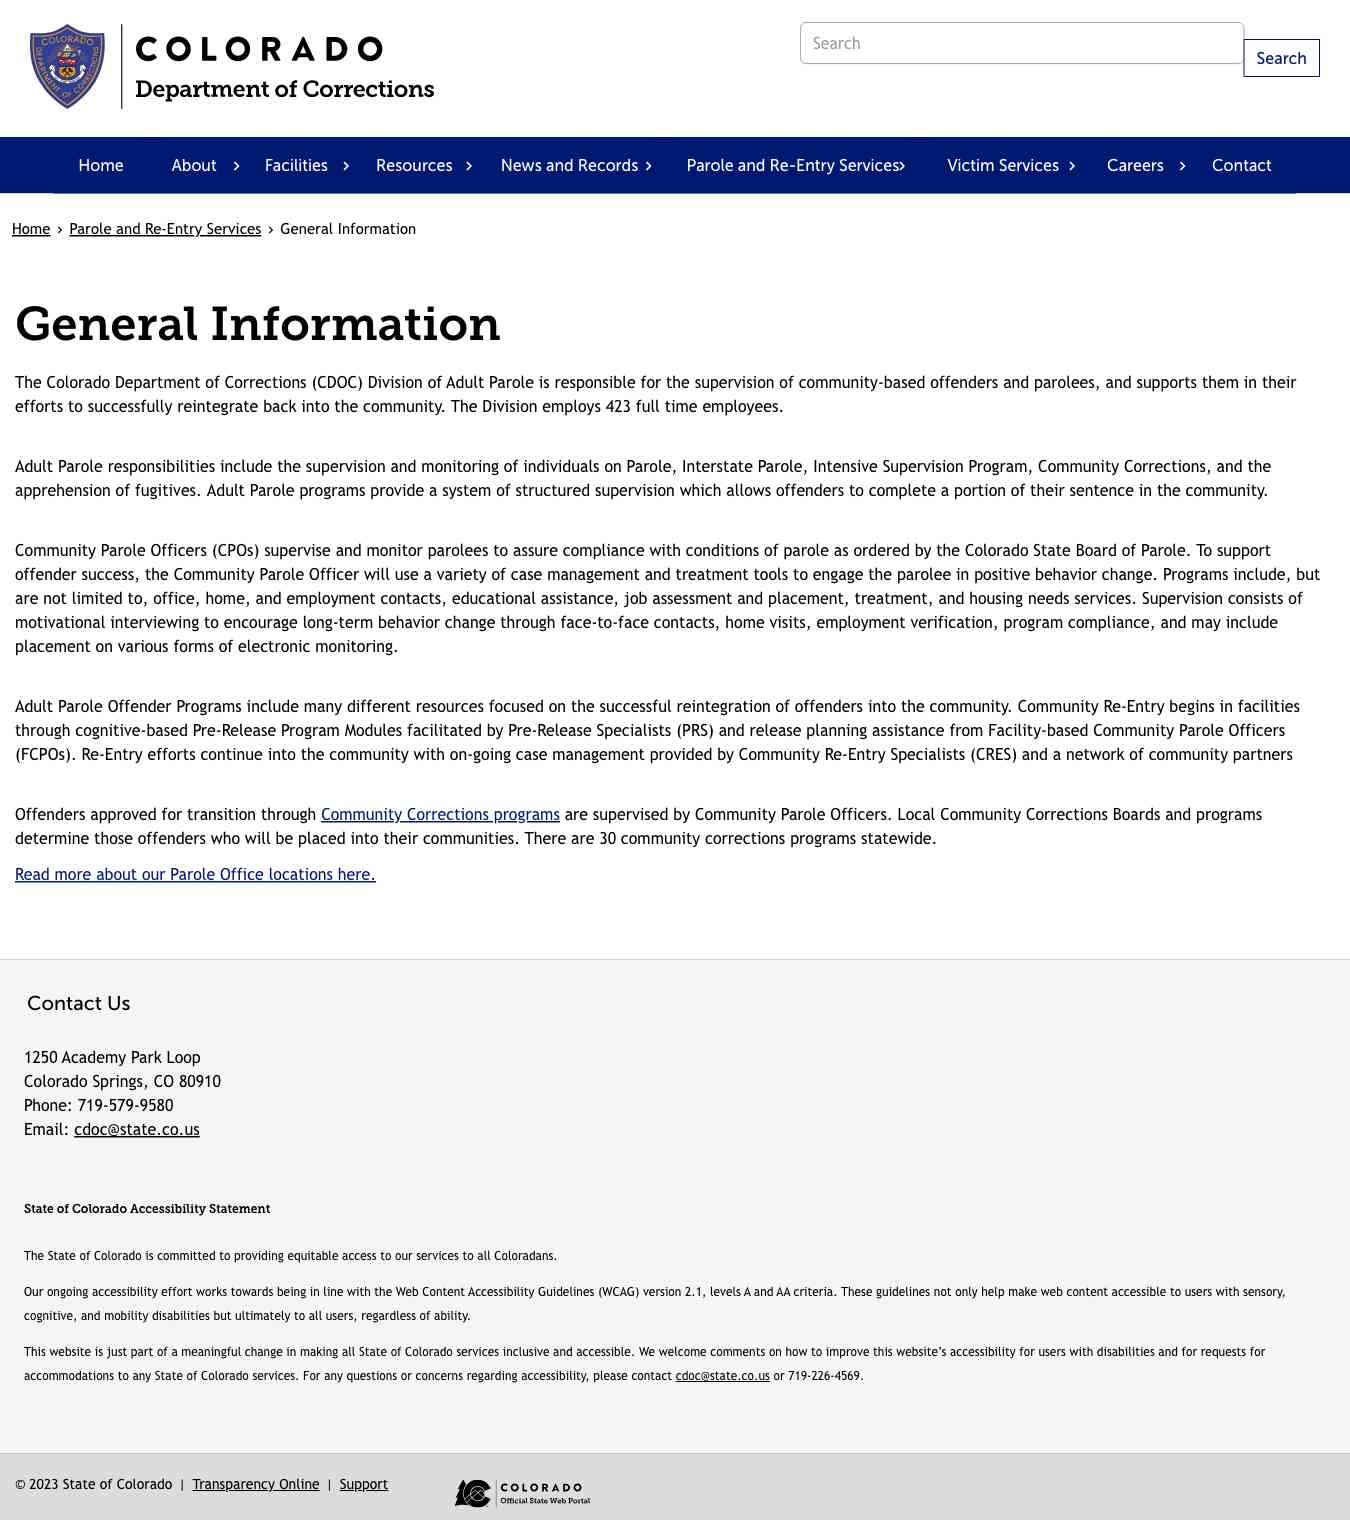 COLORADO
Department of Corrections
Search
Search
Home About Facilities Resources News and Records Parole and Re-Entry Services Victim Services Careers Contact
Home › Parole and Re-Entry Services › General Information
General Information
The Colorado Department of Corrections (CDOC) Division of Adult Parole is responsible for the supervision of community-based offenders and parolees, and supports them in their
efforts to successfully reintegrate back into the community. The Division employs 423 full time employees.
Adult Parole responsibilities include the supervision and monitoring of individuals on Parole, Interstate Parole, Intensive Supervision Program, Community Corrections, and the
apprehension of fugitives. Adult Parole programs provide a system of structured supervision which allows offenders to complete a portion of their sentence in the community.
Community Parole Officers (CPOs) supervise and monitor parolees to assure compliance with conditions of parole as ordered by the Colorado State Board of Parole. To support
offender success, the Community Parole Officer will use a variety of case management and treatment tools to engage the parolee in positive behavior change. Programs include, but
are not limited to, office, home, and employment contacts, educational assistance, job assessment and placement, treatment, and housing needs services. Supervision consists of
motivational interviewing to encourage long-term behavior change through face-to-face contacts, home visits, employment verification, program compliance, and may include
placement on various forms of electronic monitoring.
Adult Parole Offender Programs include many different resources focused on the successful reintegration of offenders into the community. Community Re-Entry begins in facilities
through cognitive-based Pre-Release Program Modules facilitated by Pre-Release Specialists (PRS) and release planning assistance from Facility-based Community Parole Officers
(FCPOs). Re-Entry efforts continue into the community with on-going case management provided by Community Re-Entry Specialists (CRES) and a network of community partners
Offenders approved for transition through Community Corrections programs are supervised by Community Parole Officers. Local Community Corrections Boards and programs
determine those offenders who will be placed into their communities. There are 30 community corrections programs statewide.
Read more about our Parole Office locations here.
Contact Us
1250 Academy Park Loop
Colorado Springs, CO 80910
Phone: 719-579-9580
Email: cdoc@state.co.us
State of Colorado Accessibility Statement
The State of Colorado is committed to providing equitable access to our services to all Coloradans.
Our ongoing accessibility effort works towards being in line with the Web Content Accessibility Guidelines (WCAG) version 2.1, levels A and AA criteria. These guidelines not only help make web content accessible to users with sensory,
cognitive, and mobility disabilities but ultimately to all users, regardless of ability.
This website is just part of a meaningful change in making all State of Colorado services inclusive and accessible. We welcome comments on how to improve this website’s accessibility for users with disabilities and for requests for
accommodations to any State of Colorado services. For any questions or concerns regarding accessibility, please contact cdoc@state.co.us or 719-226-4569.
© 2023 State of Colorado | Transparency Online | Support
COLORADO
Official State Web Portal